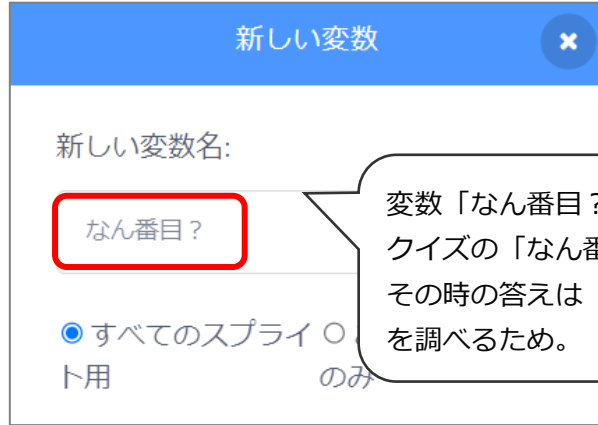 新しい変数
新しい変数名:
なん番目？
変数「なん番目？
クイズの「なん番
その時の答えは
を調べるため。
すべてのスプライ
ト用
のみ